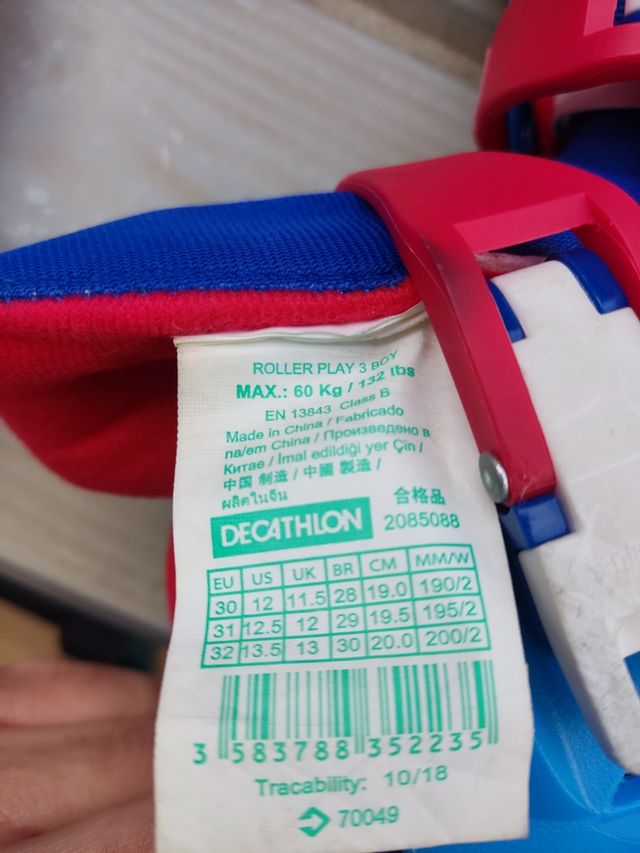 ROLLER PLAY 3 BOY
MAX.: 60 Kg / 132 lbs
EN 13843 Class B
Made in China / Fabricado
na/em China / Произведено в
Китае / İmal edildiği yer Çin /
中国 制造 / 中國 製造 /
ผลิตในจีน
合格品
DECATHLON 2085088
EU US UK BR CM MM/W
30 12 11.5 28 19.0 190/2
31 12.5 12 29 19.5 195/2
32 13.5 13 30 20.0 200/2
3 583788 352235
Tracability: 10/18
70049